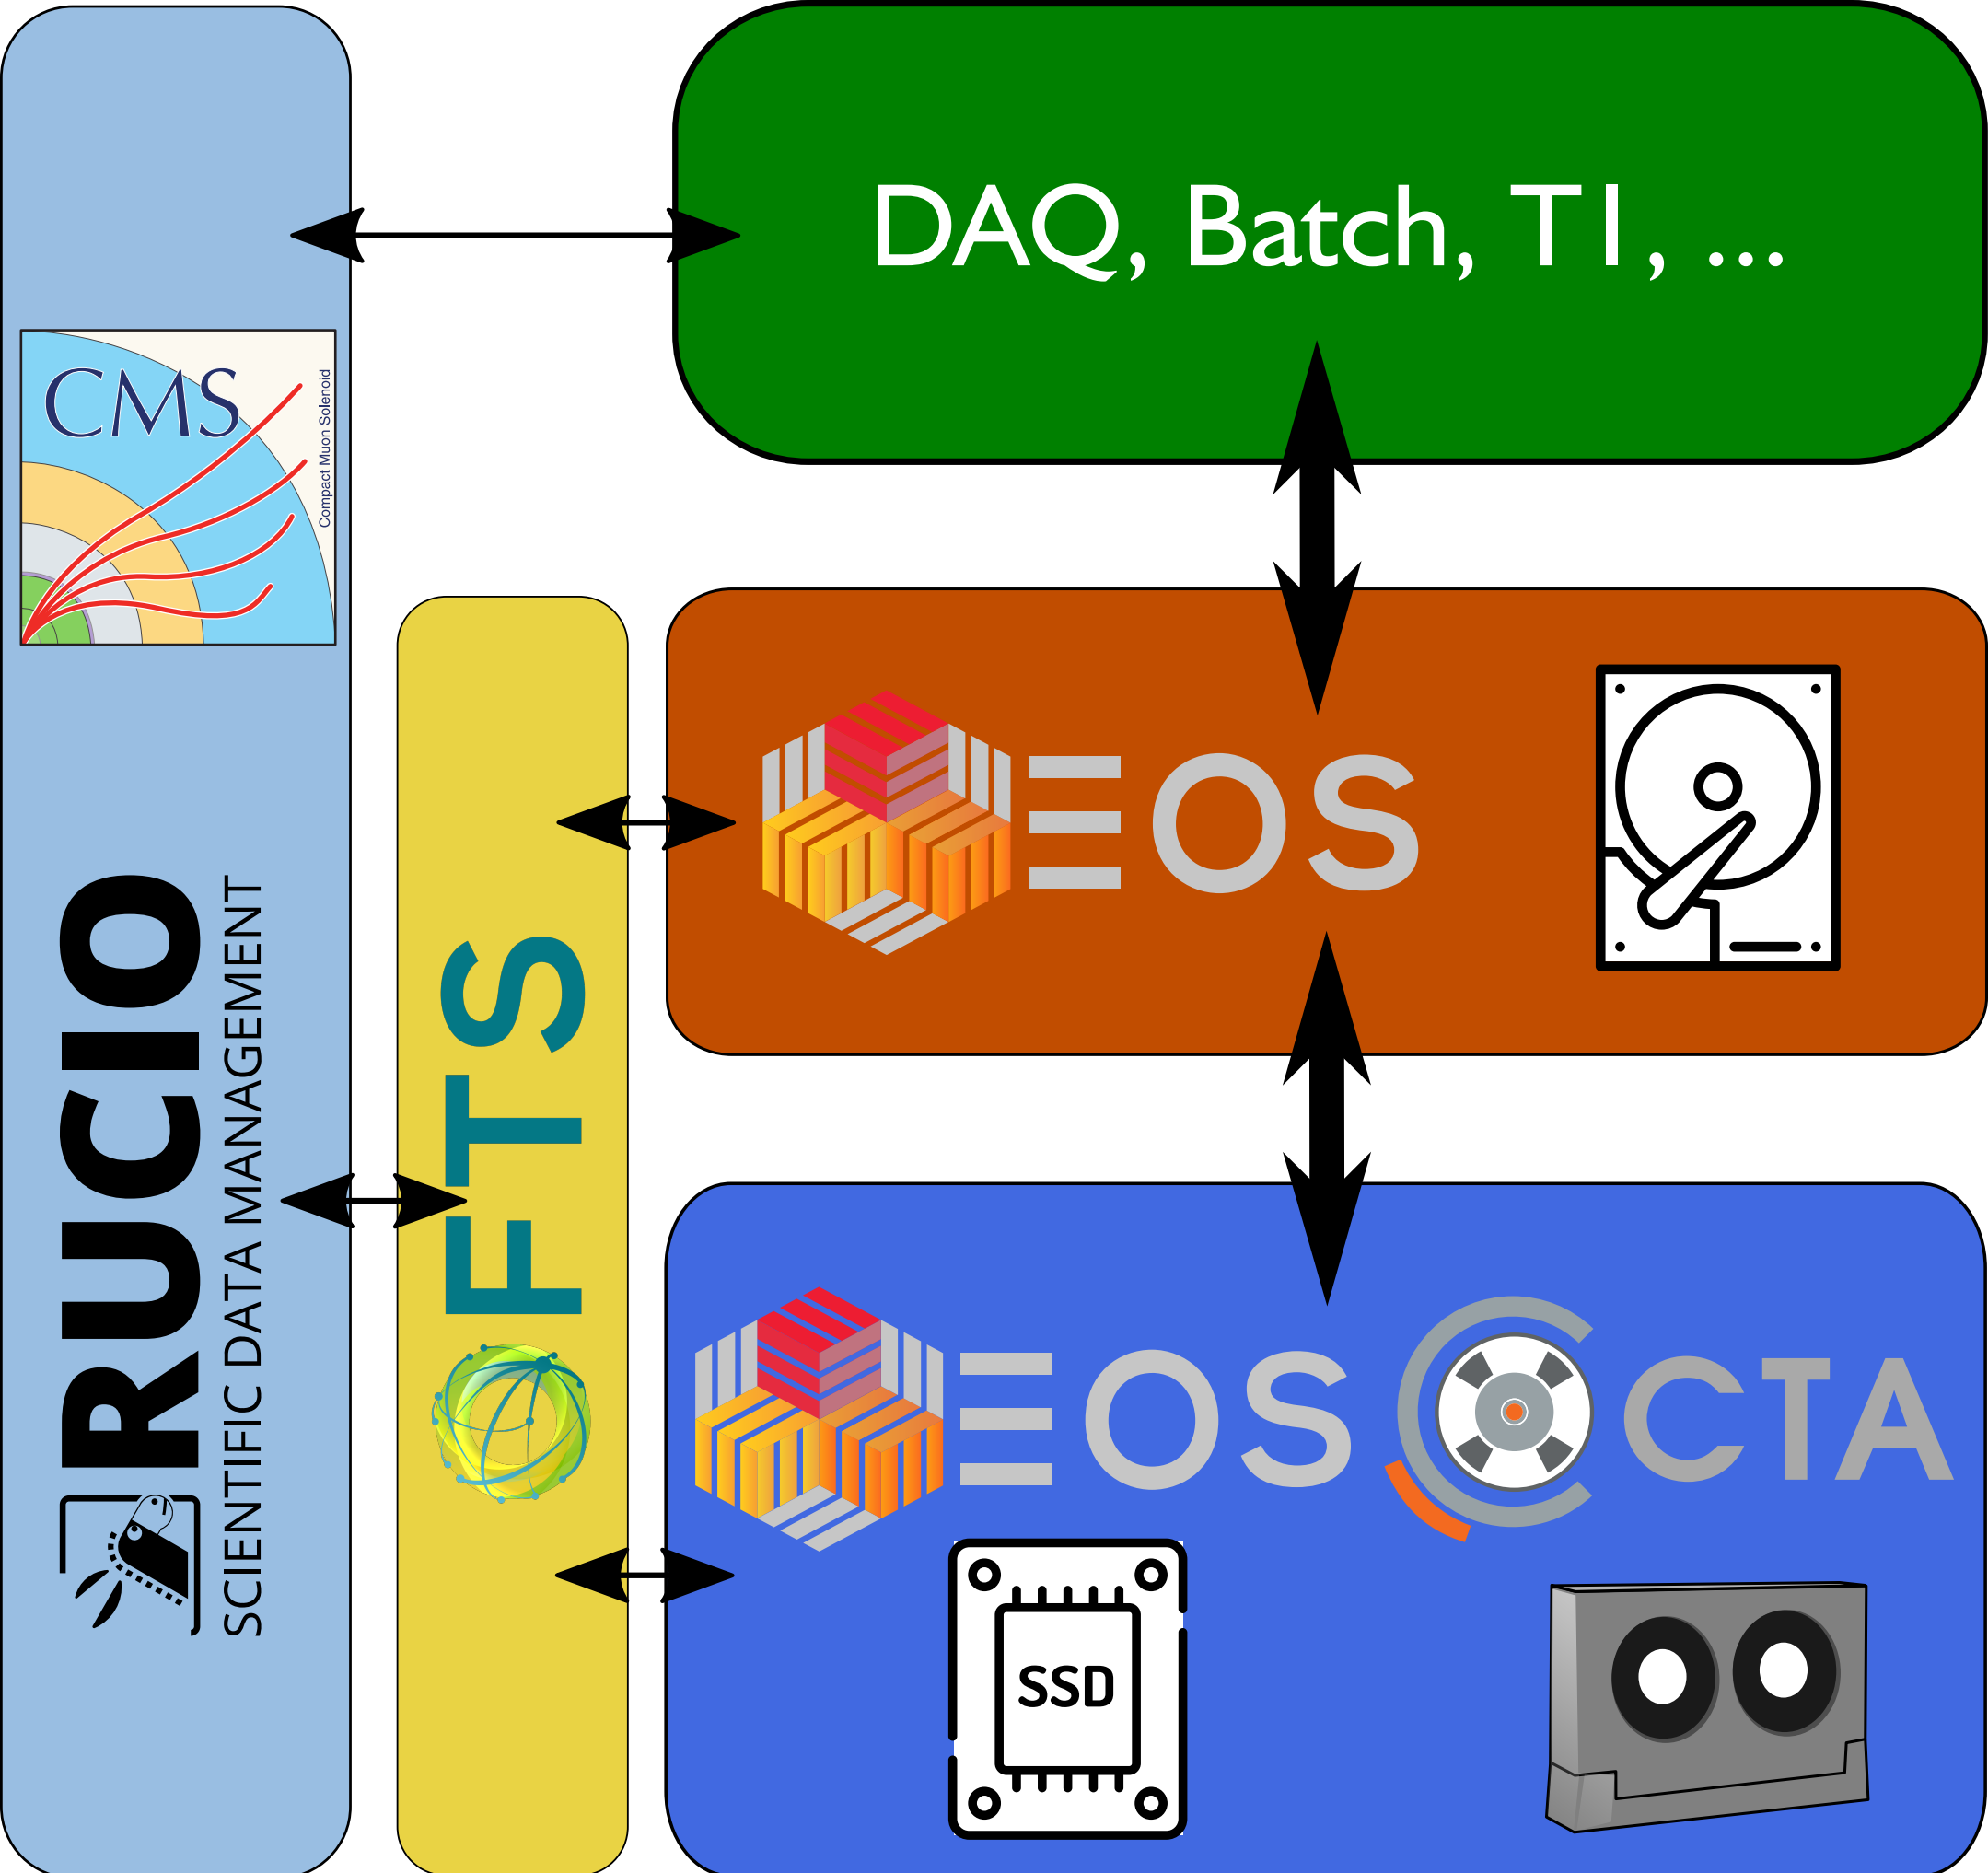 DAQ, Batch, T1, ...
CMS
Compact Muon Solenoid
RUCIO
SCIENTIFIC DATA MANAGEMENT
FTS
EOS
EOS CTA
SSD